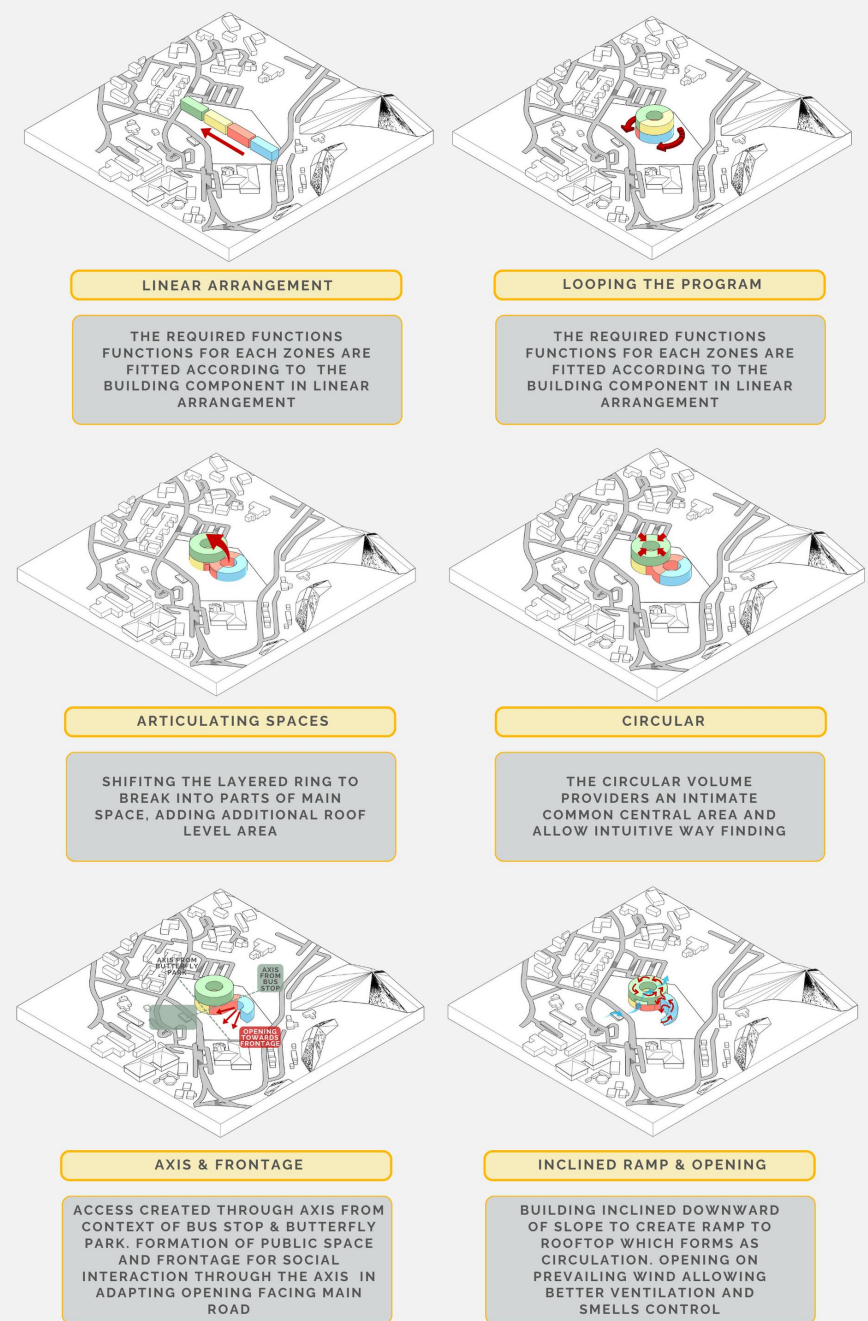 LINEAR ARRANGEMENT
THE REQUIRED FUNCTIONS
FUNCTIONS FOR EACH ZONES ARE
FITTED ACCORDING TO THE
BUILDING COMPONENT IN LINEAR
ARRANGEMENT
LOOPING THE PROGRAM
THE REQUIRED FUNCTIONS
FUNCTIONS FOR EACH ZONES ARE
FITTED ACCORDING TO THE
BUILDING COMPONENT IN LINEAR
ARRANGEMENT
ARTICULATING SPACES
SHIFITNG THE LAYERED RING TO
BREAK INTO PARTS OF MAIN
SPACE, ADDING ADDITIONAL ROOF
LEVEL AREA
CIRCULAR
THE CIRCULAR VOLUME
PROVIDERS AN INTIMATE
COMMON CENTRAL AREA AND
ALLOW INTUITIVE WAY FINDING
AXIS FROM
BUTTERFLY
PARK
AXIS
FROM
BUS
STOP
OPENING
TOWARDS
FRONTAGE
AXIS & FRONTAGE
ACCESS CREATED THROUGH AXIS FROM
CONTEXT OF BUS STOP & BUTTERFLY
PARK. FORMATION OF PUBLIC SPACE
AND FRONTAGE FOR SOCIAL
INTERACTION THROUGH THE AXIS IN
ADAPTING OPENING FACING MAIN
ROAD
INCLINED RAMP & OPENING
BUILDING INCLINED DOWNWARD
OF SLOPE TO CREATE RAMP TO
ROOFTOP WHICH FORMS AS
CIRCULATION. OPENING ON
PREVAILING WIND ALLOWING
BETTER VENTILATION AND
SMELLS CONTROL